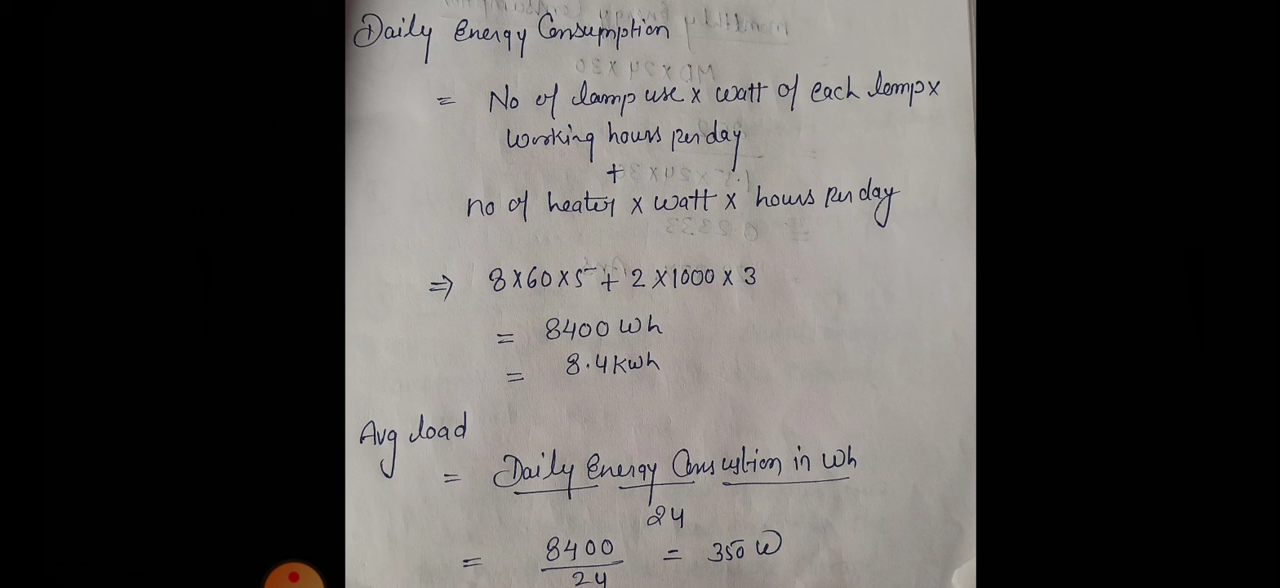 Daily Energy Consumption
= No of lamp use x watt of each lamp x
working hours per day
+
no of heater x watt x hours per day
⇒ 8x60x5 + 2x1000x3
= 8400 Wh
= 8.4 kwh
Avg load
= Daily Energy Consustion in Wh
24
= 8400 = 350 W
24